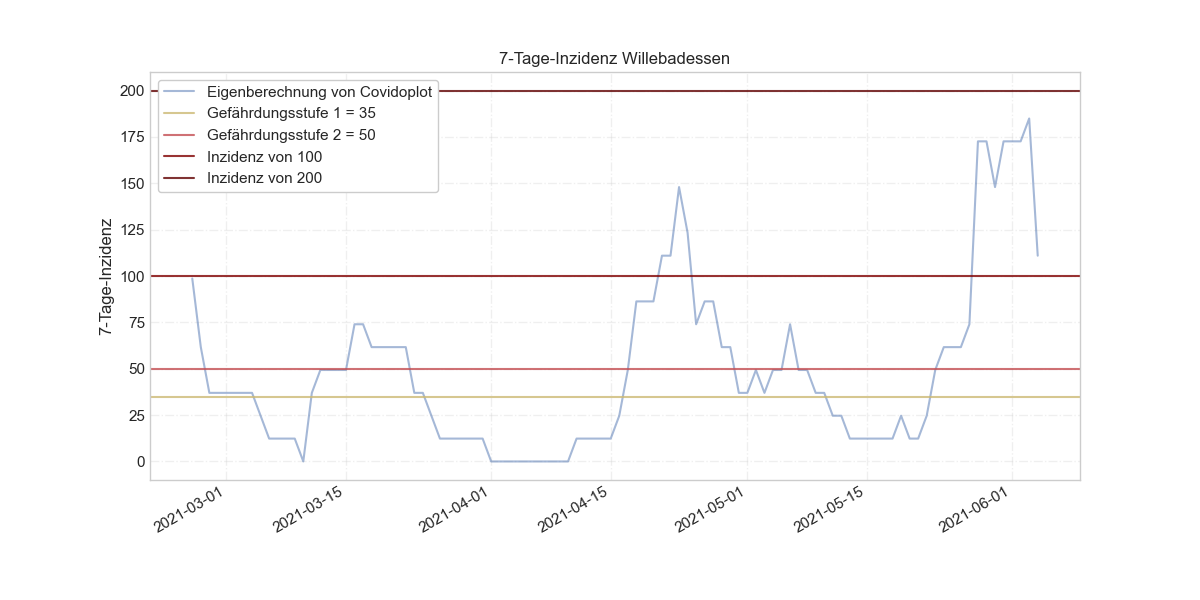 7-Tage-Inzidenz Willebadessen
Eigenberechnung von Covidoplot
Gefährdungsstufe 1 = 35
Gefährdungsstufe 2 = 50
Inzidenz von 100
Inzidenz von 200
7-Tage-Inzidenz
200
175
150
125
100
75
50
25
0
2021-03-01
2021-03-15
2021-04-01
2021-04-15
2021-05-01
2021-05-15
2021-06-01